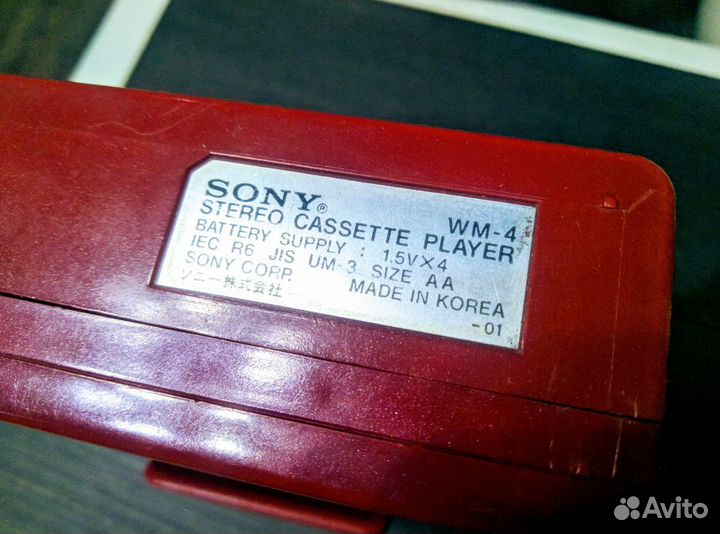 SONY® WM-4
STEREO CASSETTE PLAYER
BATTERY SUPPLY : 1.5V×4
IEC R6 JIS UM-3 SIZE AA
SONY CORP. MADE IN KOREA
ソニー株式会社 -01
Avito